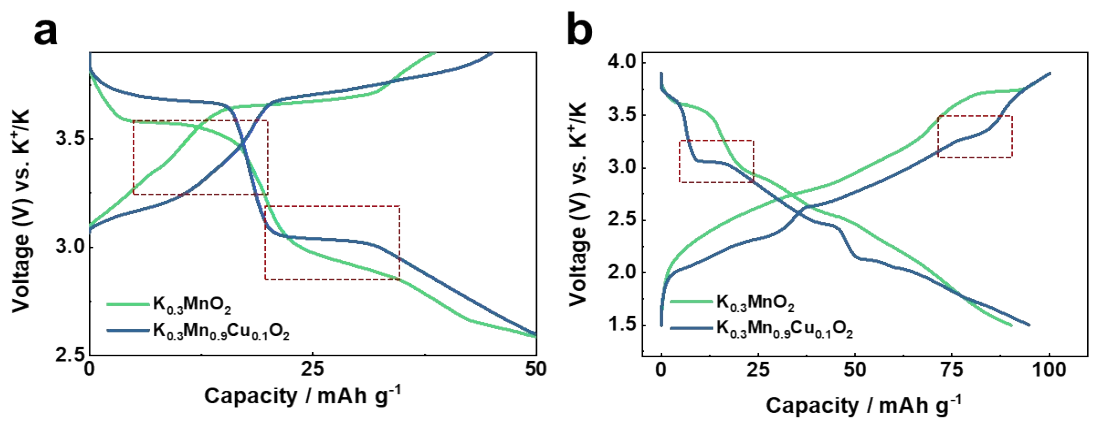 a
3.5
3.0
2.5
Voltage (V) vs. K+/K
K0.3MnO2
K0.3Mn0.9Cu0.1O2
0
25
50
Capacity / mAh g-1
b
4.0
3.5
3.0
2.5
2.0
1.5
Voltage (V) vs. K+/K
K0.3MnO2
K0.3Mn0.9Cu0.1O2
0
25
50
75
100
Capacity / mAh g-1